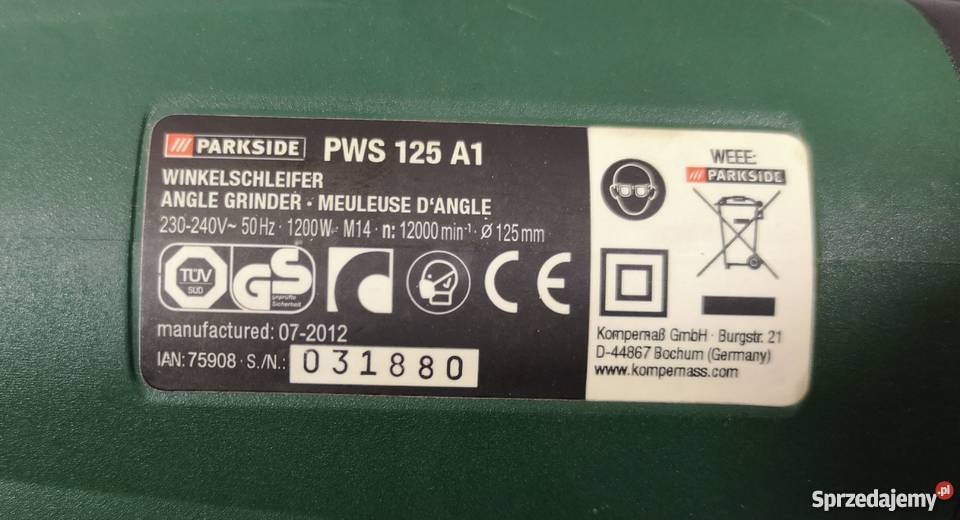 PARKSIDE PWS 125 A1
WINKELSCHLEIFER
ANGLE GRINDER · MEULEUSE D'ANGLE
230-240V~ 50 Hz · 1200W · M14 · n: 12000 min⁻¹ · Ø 125 mm
TÜV
SÜD
GS
geprüfte
Sicherheit
CE
manufactured: 07-2012
IAN: 75908 · S./N.: 031880
WEEE:
PARKSIDE
Kompernaß GmbH · Burgstr. 21
D-44867 Bochum (Germany)
www.kompernass.com
Sprzedajemy.pl